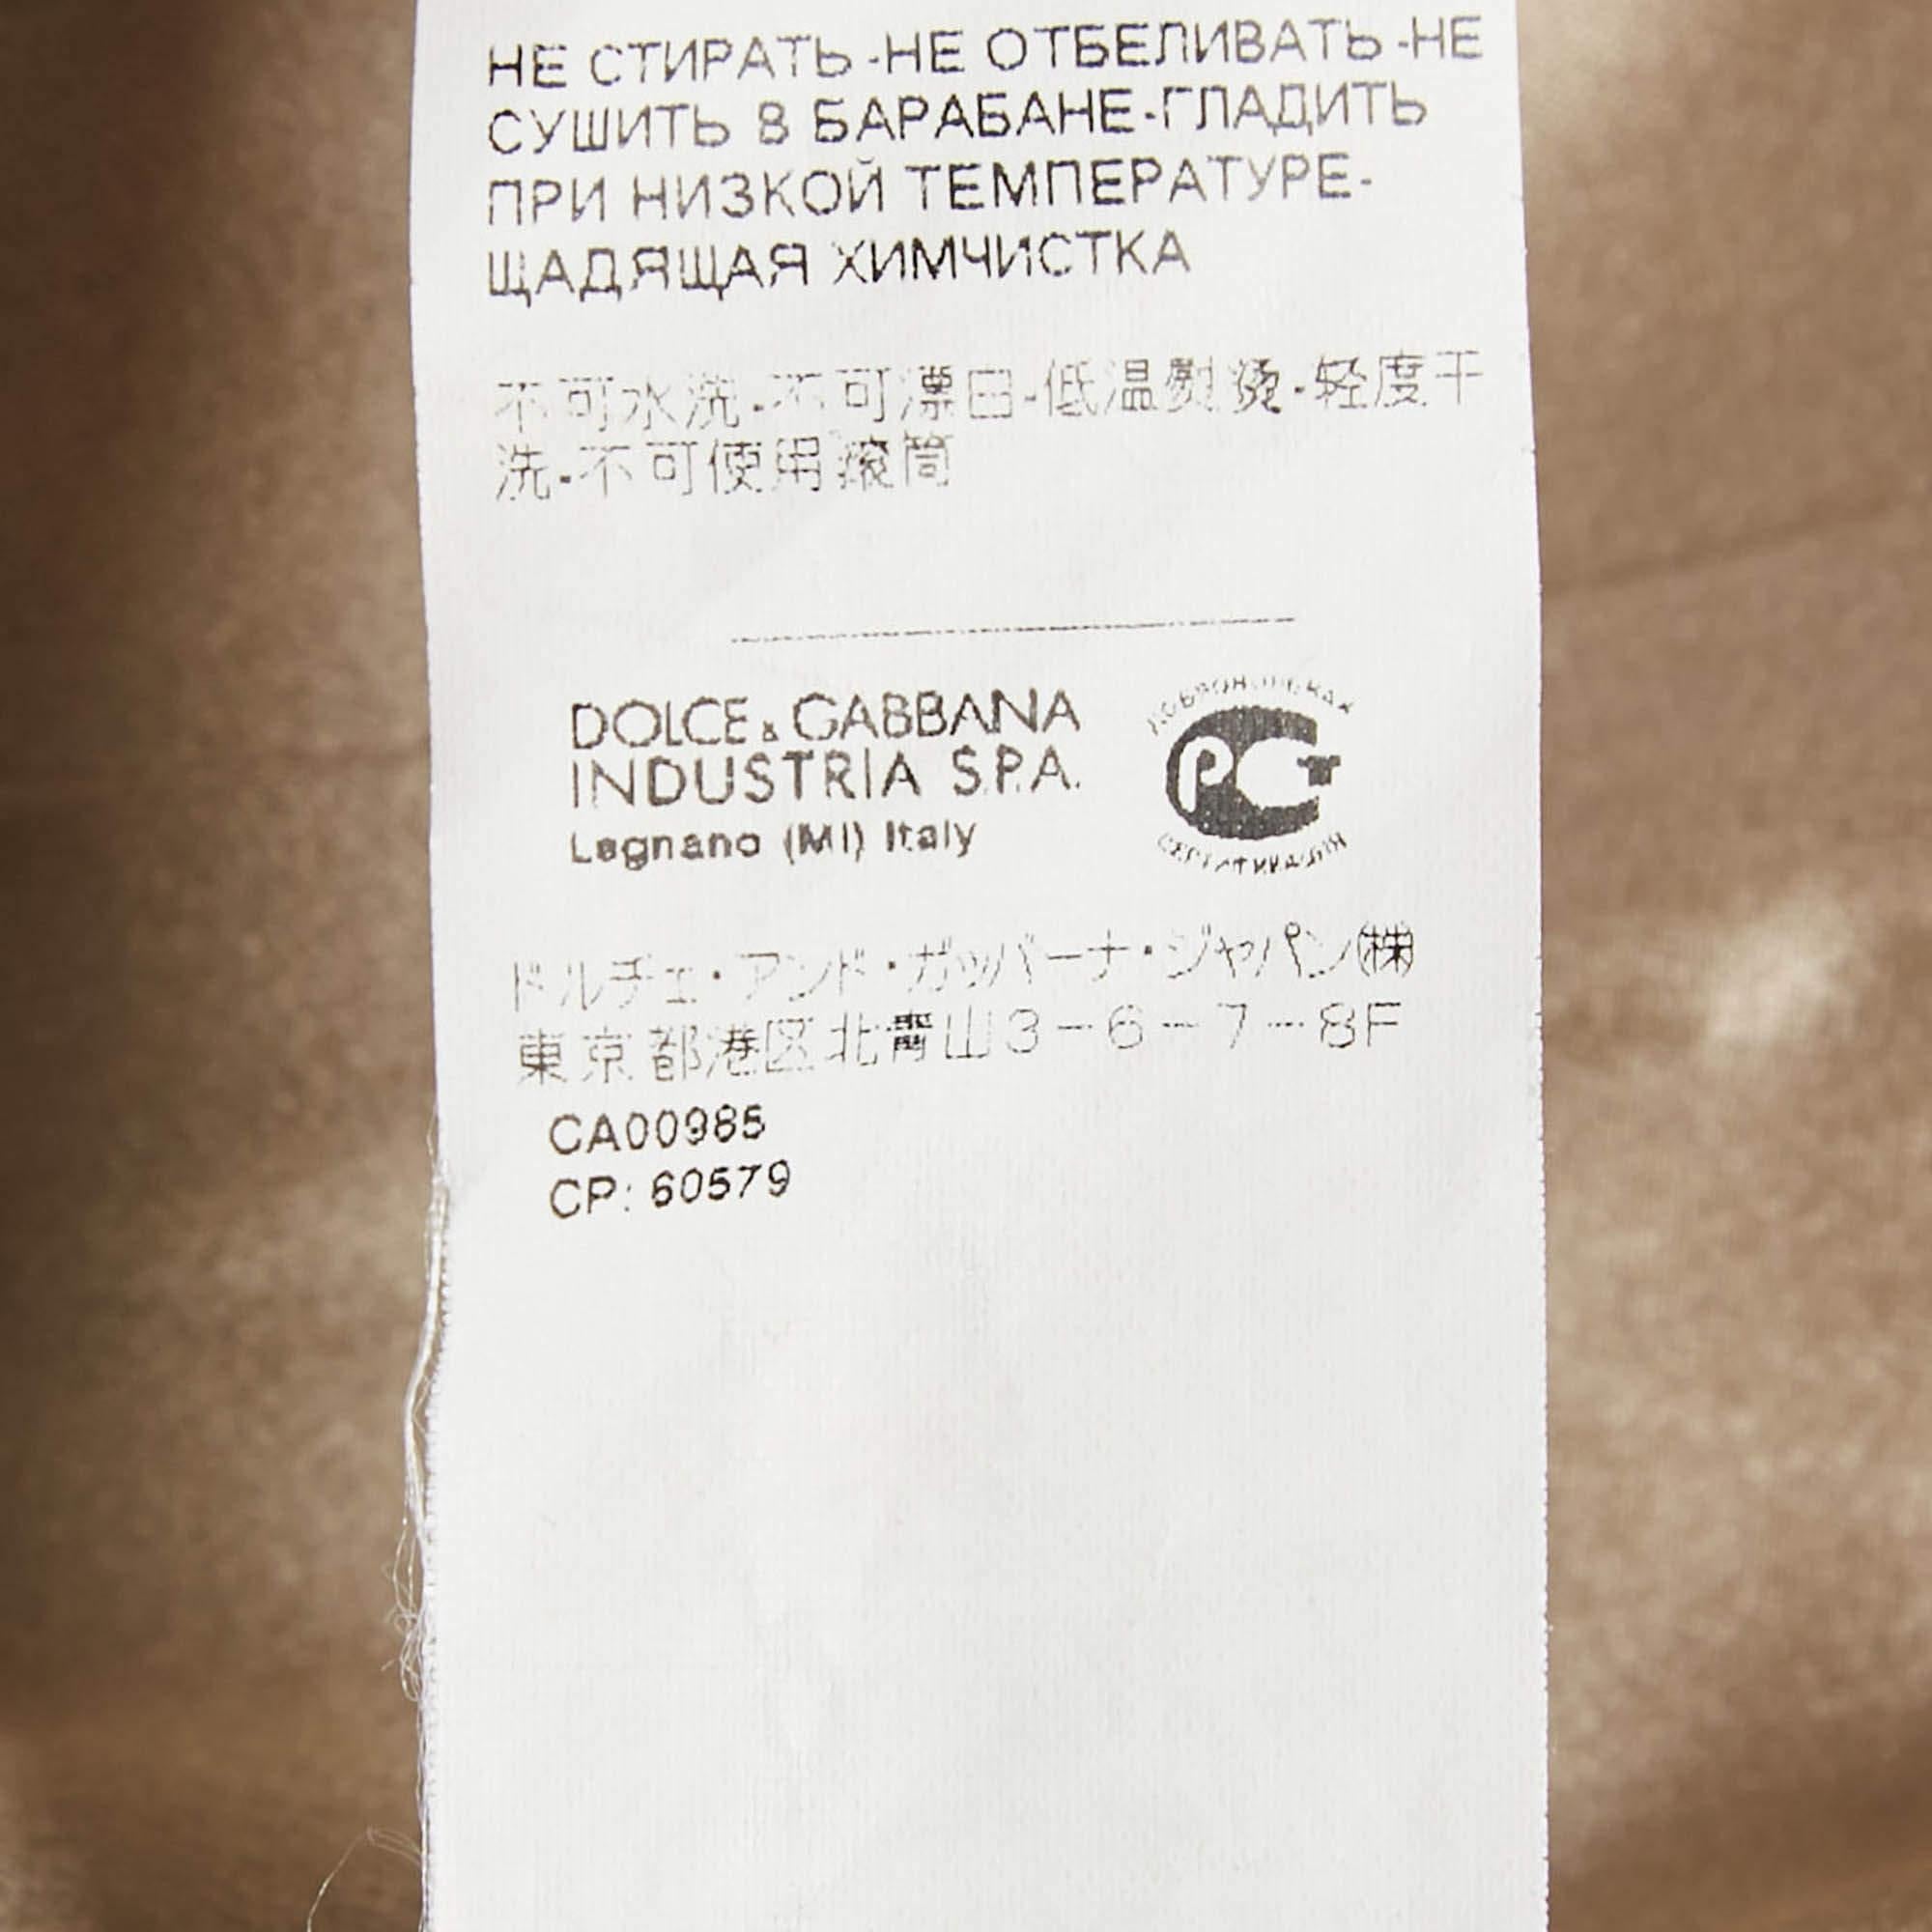 НЕ СТИРАТЬ-НЕ ОТБЕЛИВАТЬ-НЕ
СУШИТЬ В БАРАБАНЕ-ГЛАДИТЬ
ПРИ НИЗКОЙ ТЕМПЕРАТУРЕ-
ЩАДЯЩАЯ ХИМЧИСТКА
不可水洗-不可漂白-低温熨烫-轻度干
洗-不可使用滚筒
DOLCE & GABBANA
INDUSTRIA S.P.A.
Legnano (MI) Italy
PCT
ドルチェ・アンド・ガッバーナ・ジャパン㈱
東京都港区北青山3-6-7-8F
CA00985
CP: 60579